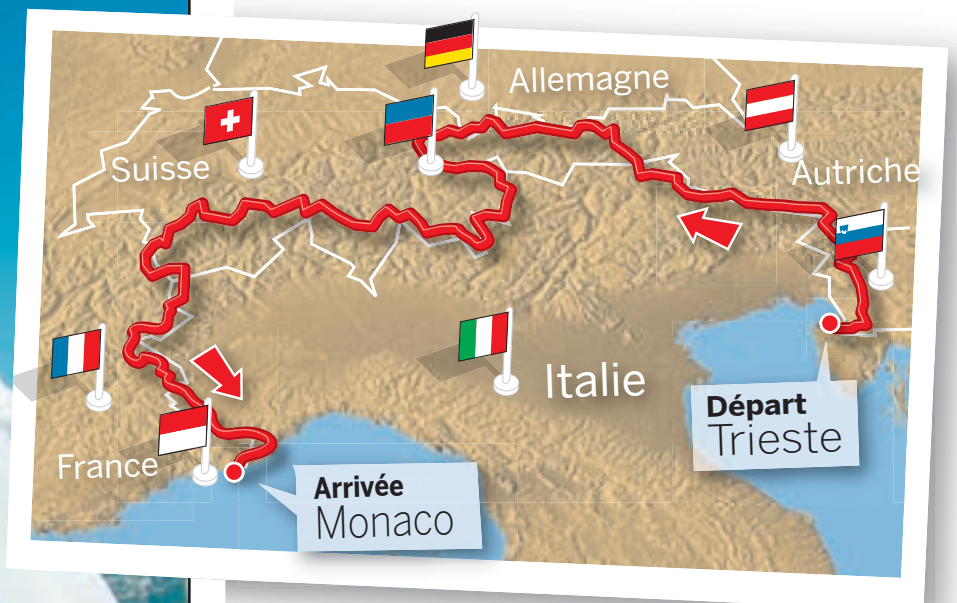 Allemagne
Suisse
Autriche
Italie
Départ
Trieste
France
Arrivée
Monaco